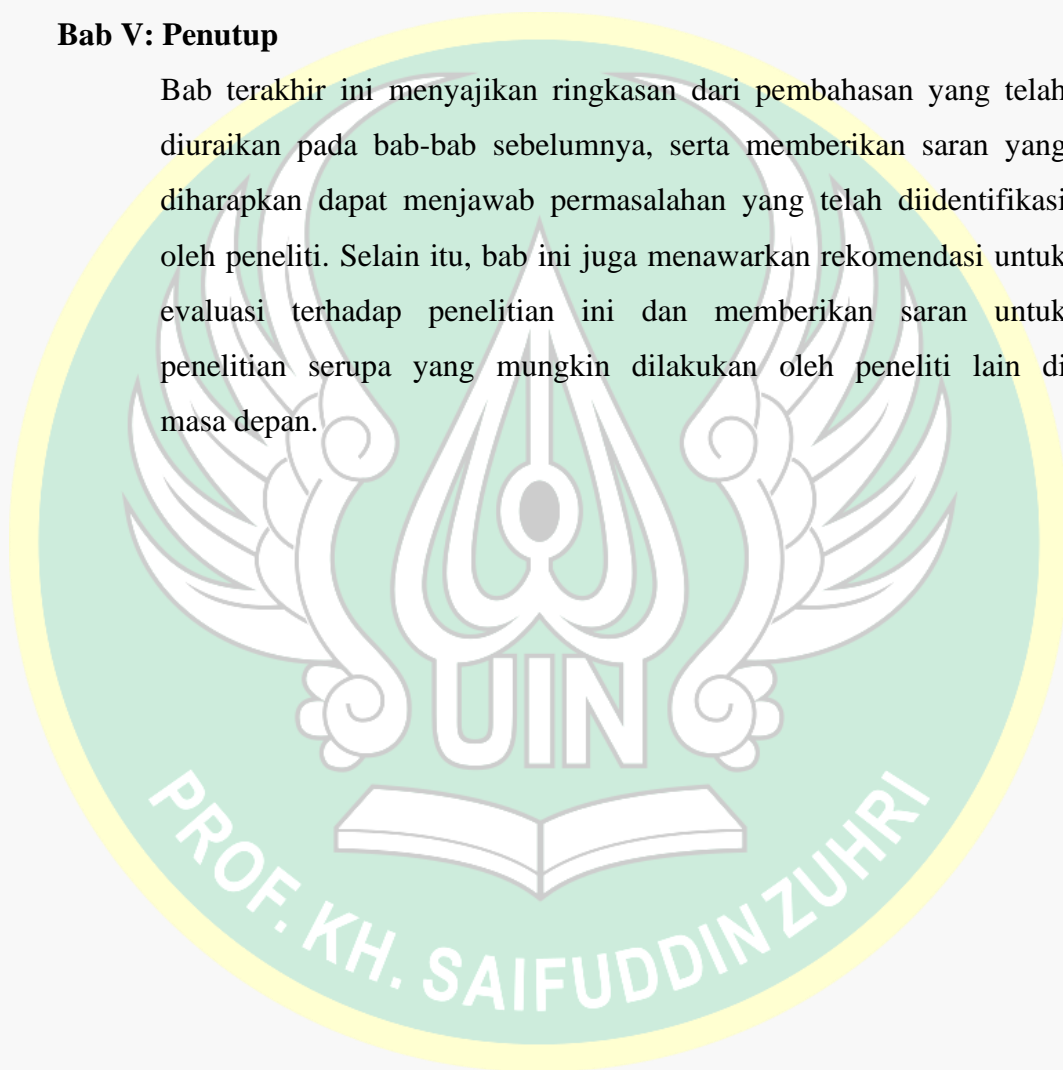 Bab V: Penutup
Bab terakhir ini menyajikan ringkasan dari pembahasan yang telah
diuraikan pada bab-bab sebelumnya, serta memberikan saran yang
diharapkan dapat menjawab permasalahan yang telah diidentifikasi
oleh peneliti. Selain itu, bab ini juga menawarkan rekomendasi untuk
evaluasi terhadap penelitian ini dan memberikan saran untuk
penelitian serupa yang mungkin dilakukan oleh peneliti lain di
masa depan.
UIN
PROF. KH. SAIFUDDIN ZUHRI